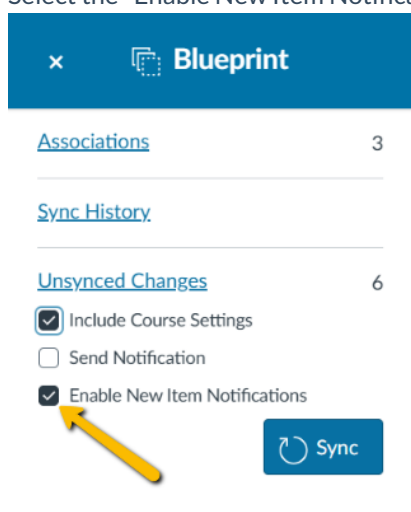 Select the "Enable New Item Notifica
× Blueprint
Associations 3
Sync History
Unsynced Changes 6
Include Course Settings
Send Notification
Enable New Item Notifications
Sync